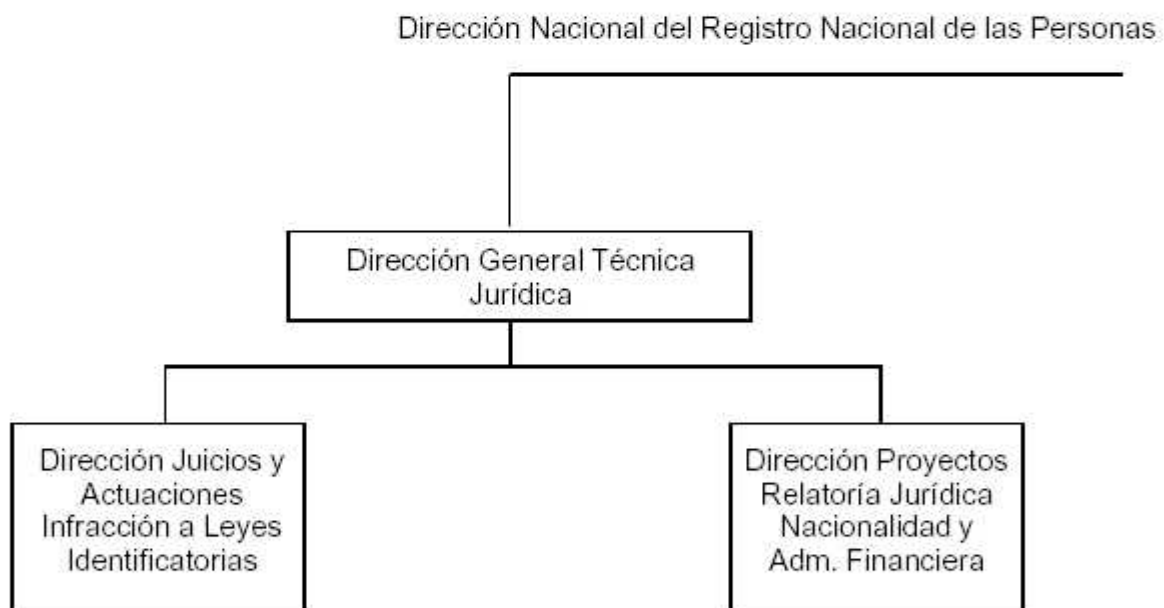 Dirección Nacional del Registro Nacional de las Personas
Dirección General Técnica
Jurídica
Dirección Juicios y
Actuaciones
Infracción a Leyes
Identificatorias
Dirección Proyectos
Relatoría Jurídica
Nacionalidad y
Adm. Financiera